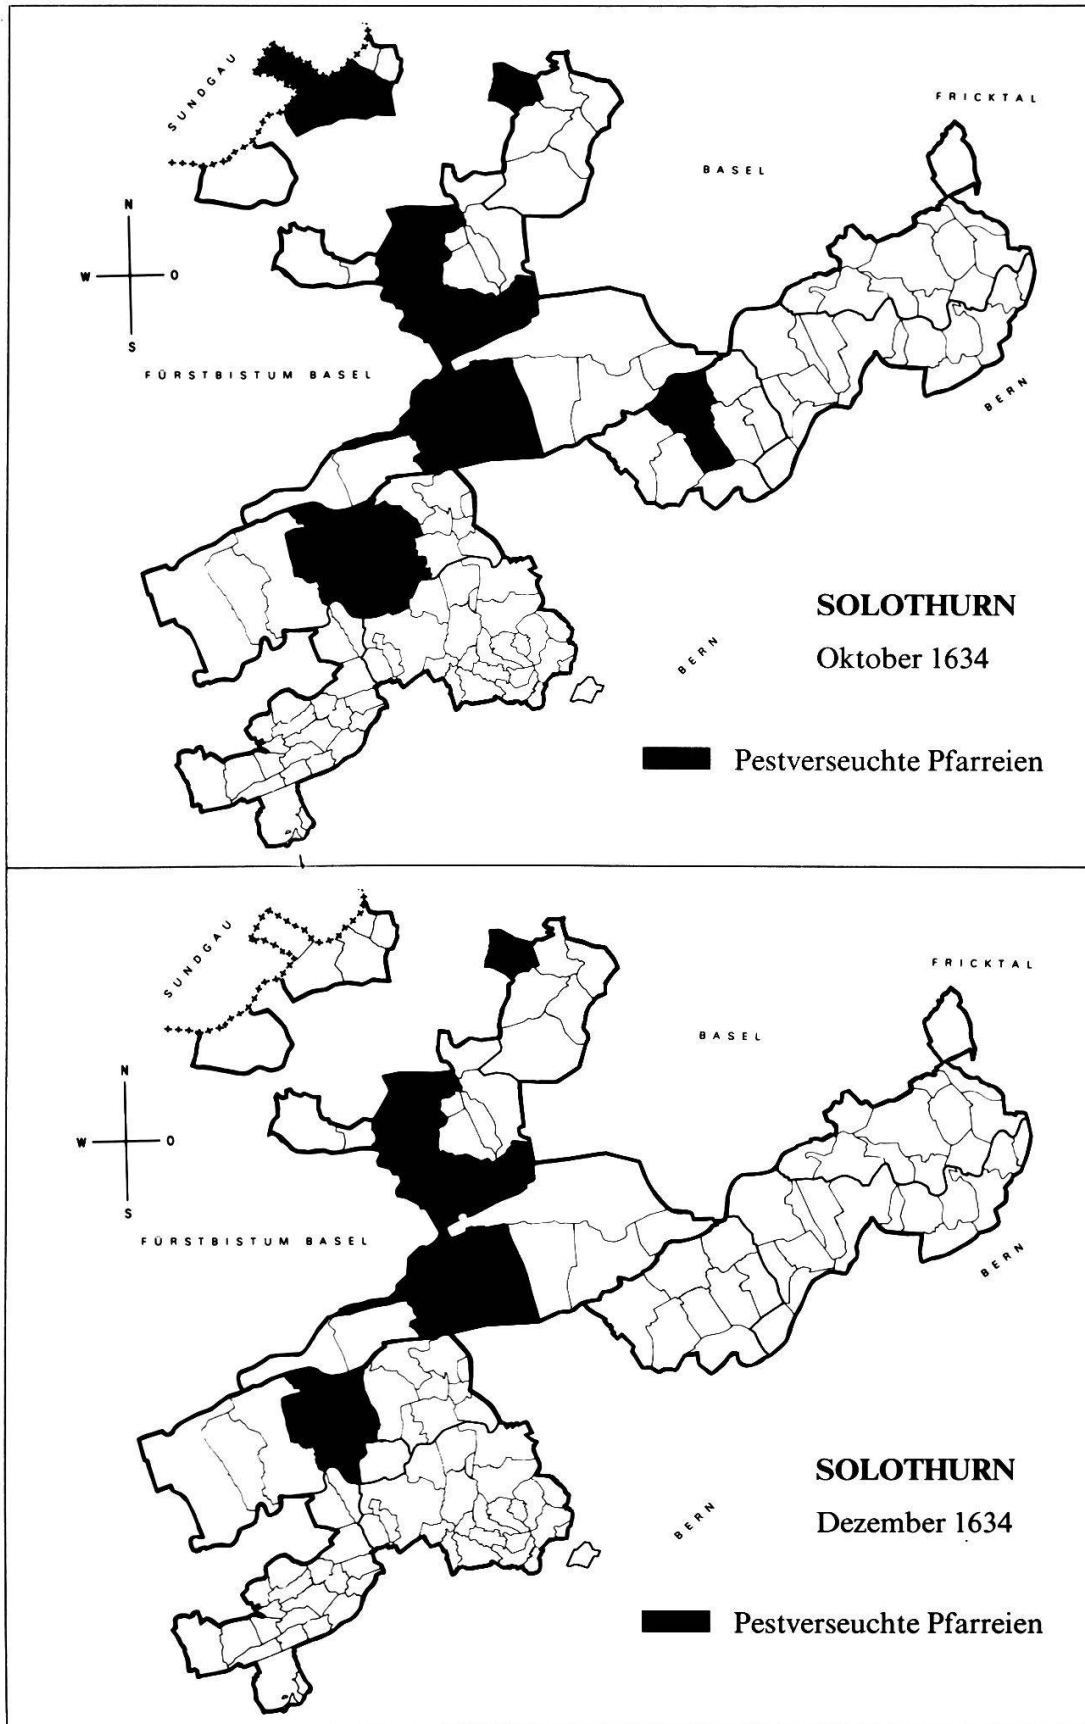 SUNDGAU
FRICKTAL
BASEL
N
W
O
S
FÜRSTBISTUM BASEL
BERN
SOLOTHURN
BERN
Oktober 1634
Pestverseuchte Pfarreien
SUNDGAU
FRICKTAL
BASEL
N
W
O
S
FÜRSTBISTUM BASEL
BERN
SOLOTHURN
BERN
Dezember 1634
Pestverseuchte Pfarreien